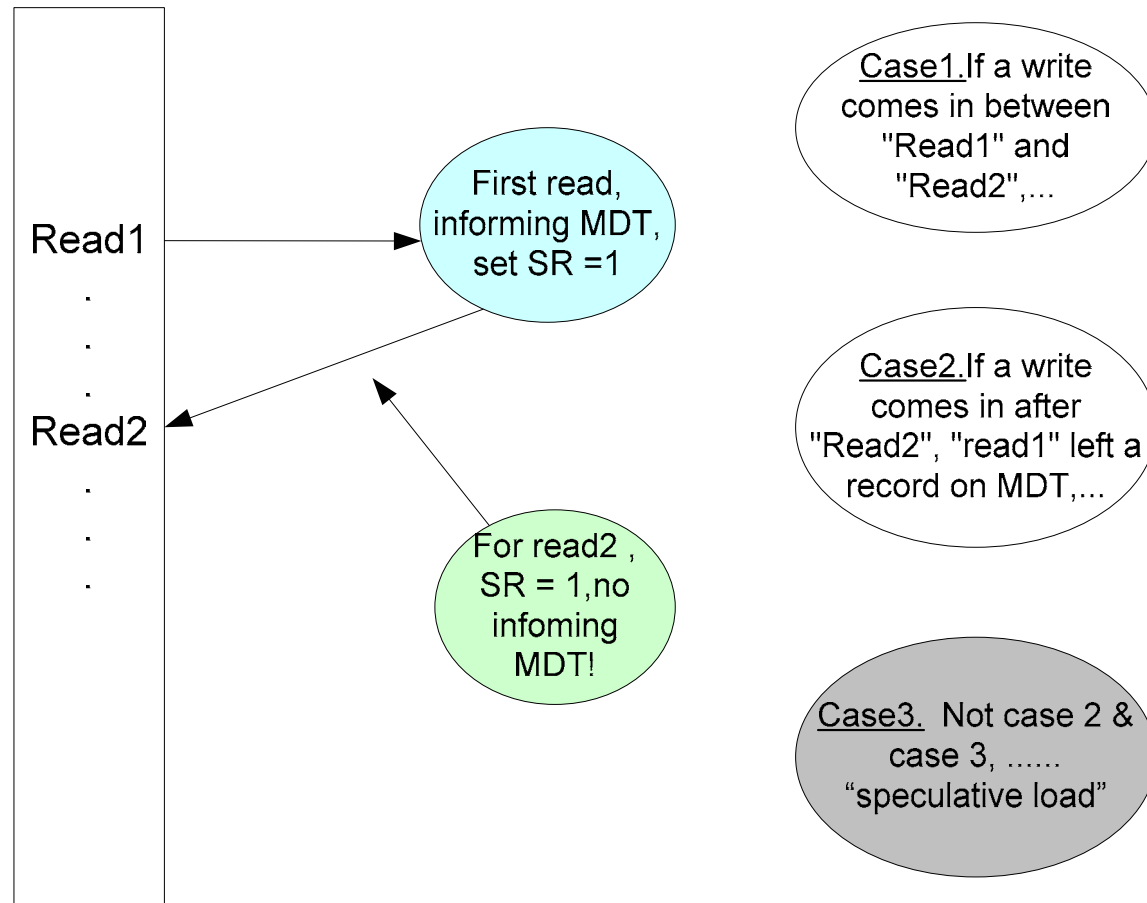 Read1
.
.
.
Read2
.
.
.
First read,
informing MDT,
set SR =1
For read2 ,
SR = 1,no
infoming
MDT!
Case1.If a write
comes in between
"Read1" and
"Read2",...
Case2.If a write
comes in after
"Read2", "read1" left a
record on MDT,...
Case3. Not case 2 &
case 3, ......
“speculative load”